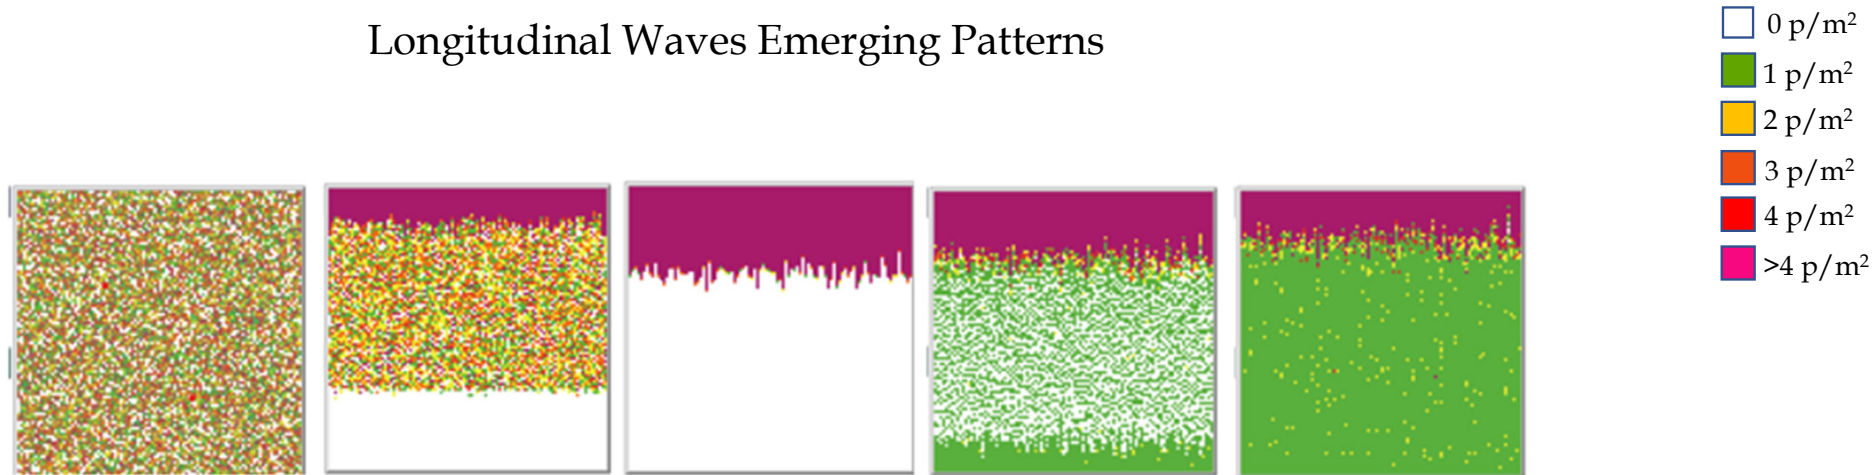 Longitudinal Waves Emerging Patterns
0 p/m²
1 p/m²
2 p/m²
3 p/m²
4 p/m²
>4 p/m²